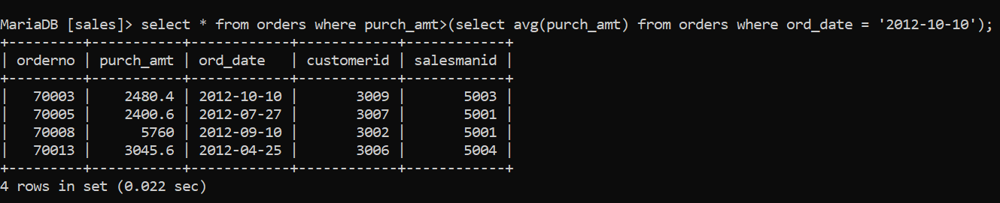 MariaDB [sales]> select * from orders where purch_amt>(select avg(purch_amt) from orders where ord_date = '2012-10-10');
+---------+-----------+------------+------------+------------+
| orderno | purch_amt | ord_date   | customerid | salesmanid |
+---------+-----------+------------+------------+------------+
|   70003 |    2480.4 | 2012-10-10 |       3009 |       5003 |
|   70005 |    2400.6 | 2012-07-27 |       3007 |       5001 |
|   70008 |      5760 | 2012-09-10 |       3002 |       5001 |
|   70013 |    3045.6 | 2012-04-25 |       3006 |       5004 |
+---------+-----------+------------+------------+------------+
4 rows in set (0.022 sec)